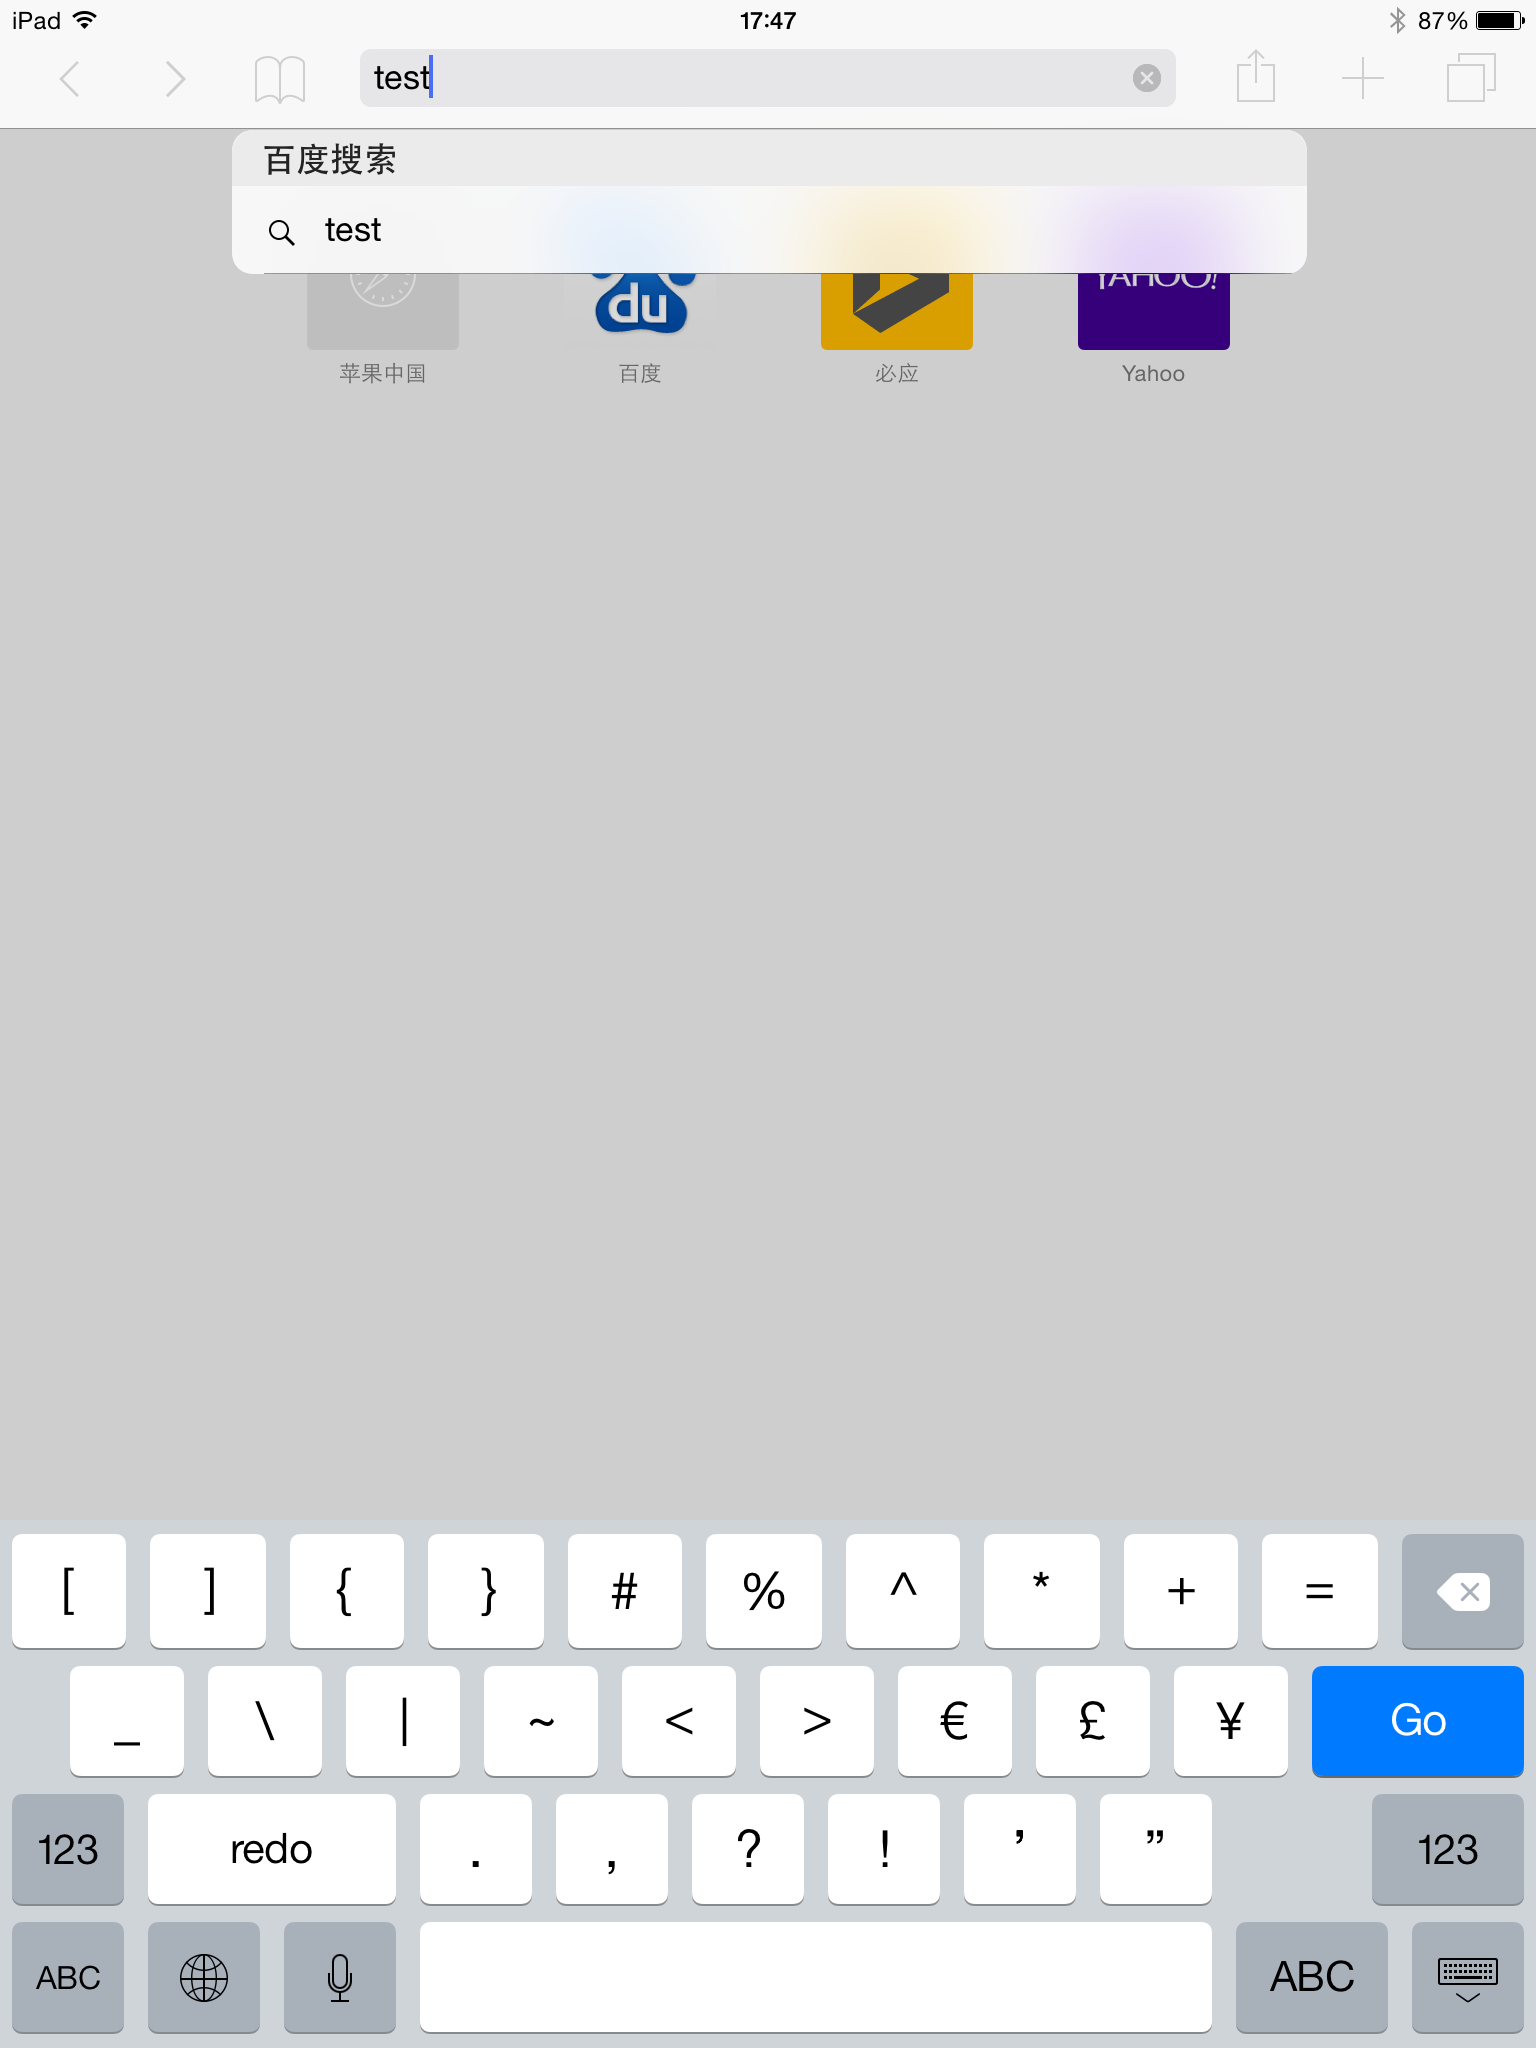 iPad 17:47 87%
test
百度搜索
test
du YAHOO!
苹果中国 百度 必应 Yahoo
[ ] { } # % ^ * + =
_ \ | ~ < > € £ ¥ Go
123 redo . , ? ! ’ ” 123
ABC ABC